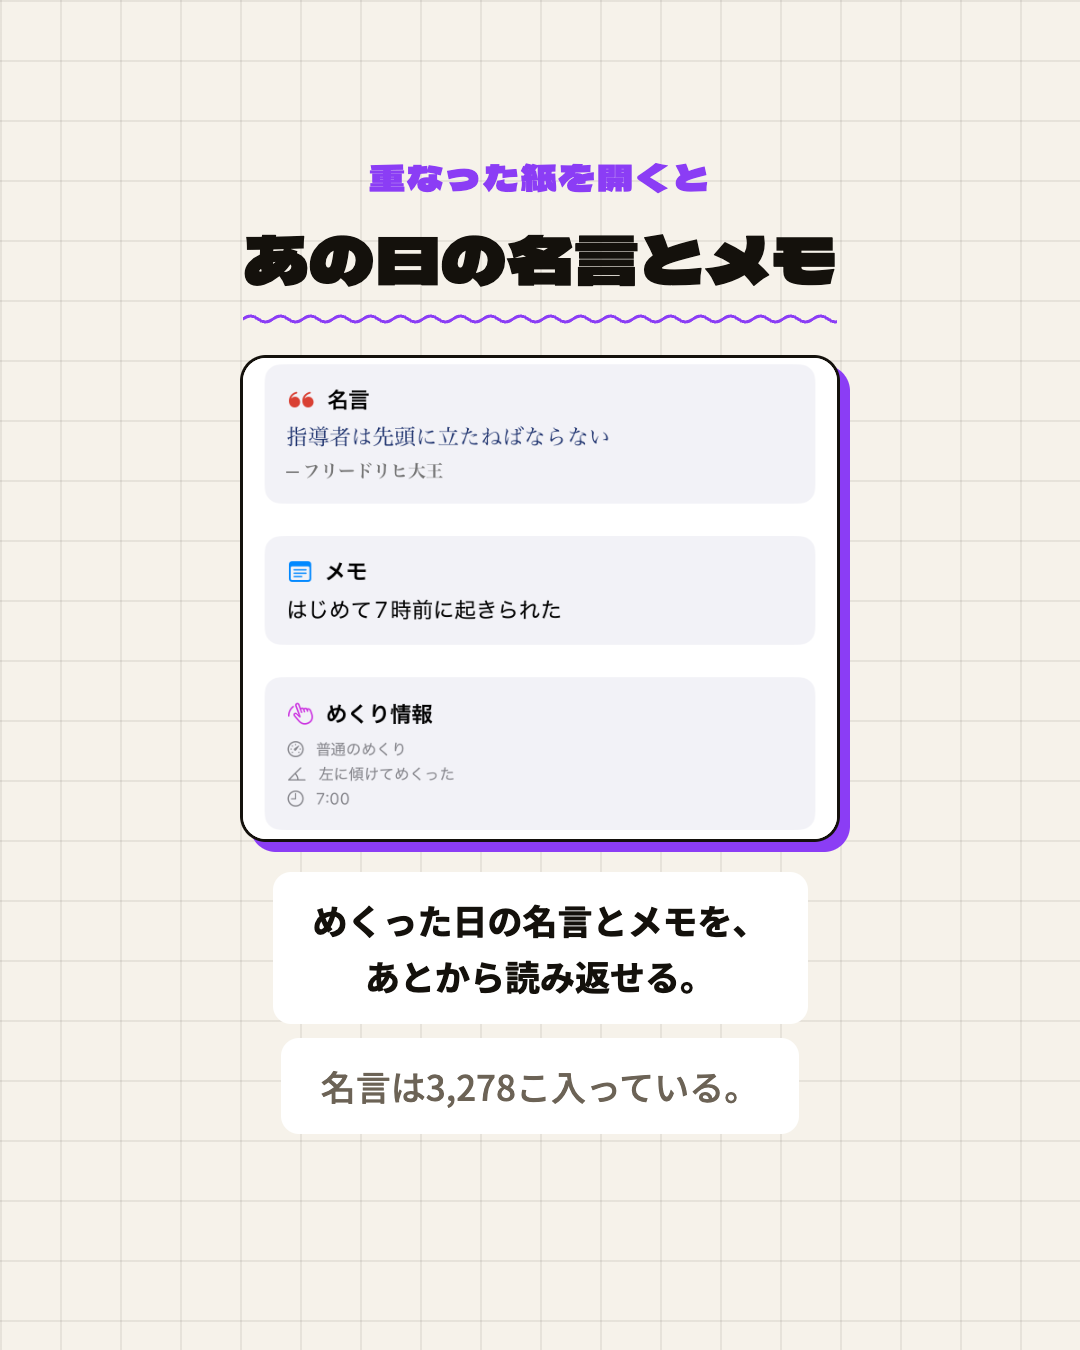 重なった紙を開くと
あの日の名言とメモ
名言
指導者は先頭に立たねばならない
– フリードリヒ大王
メモ
はじめて7時前に起きられた
めくり情報
普通のめくり
左に傾けてめくった
7:00
めくった日の名言とメモを、
あとから読み返せる。
名言は3,278こ入っている。